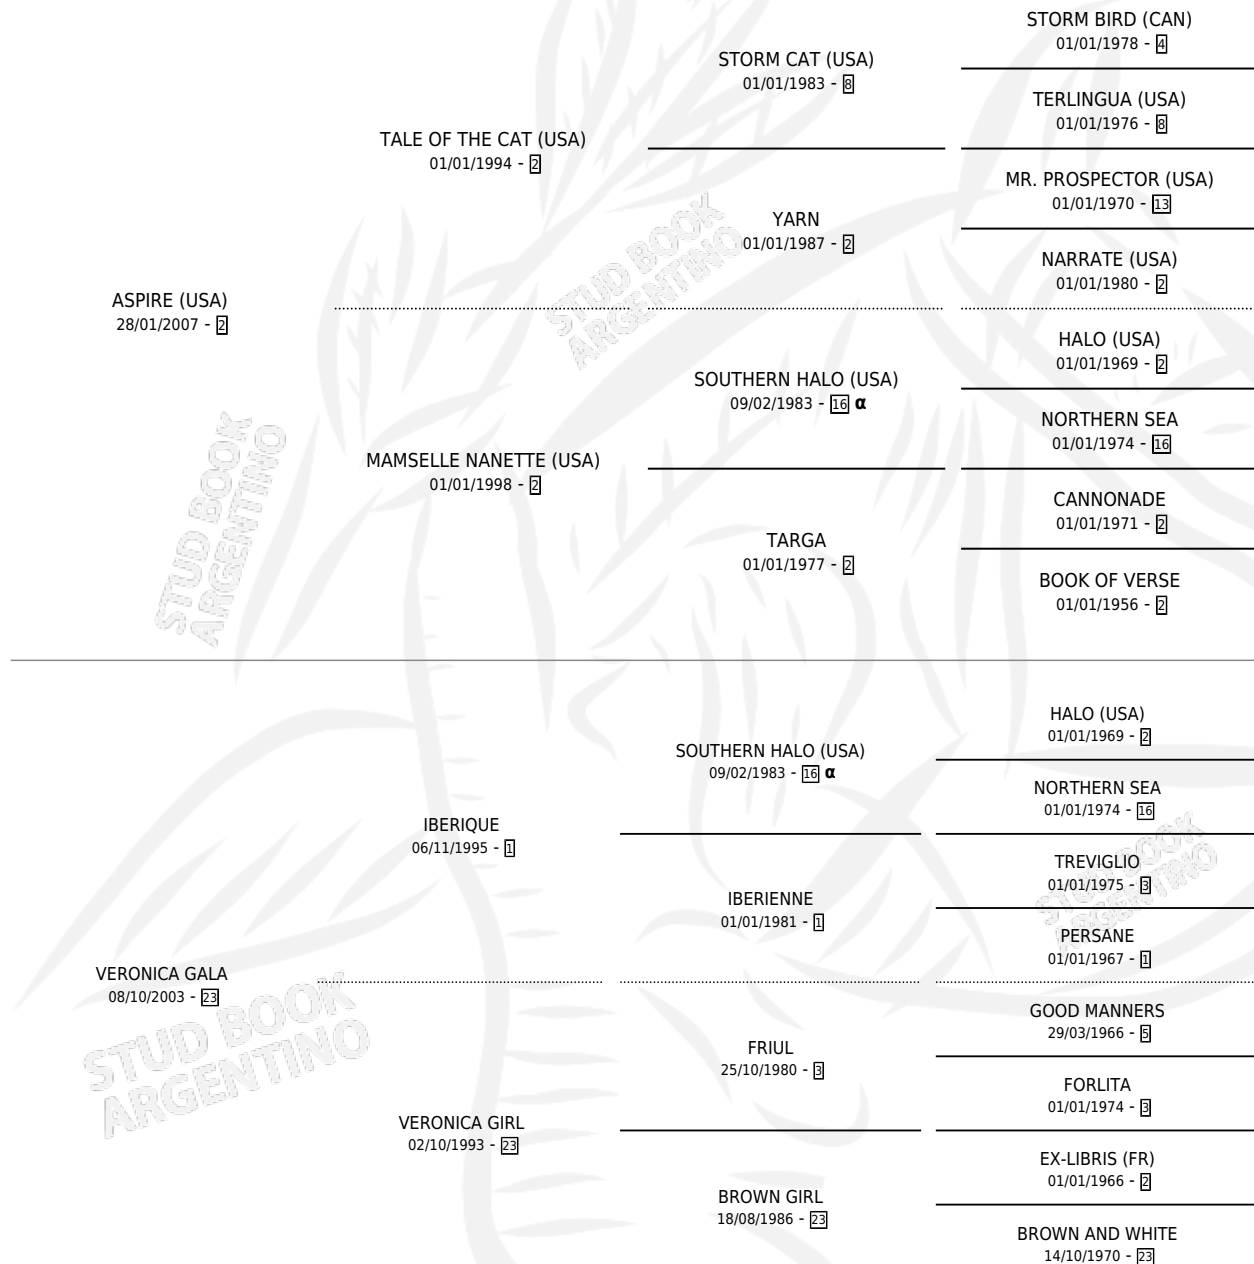 STORM BIRD (CAN)
01/01/1978 - 4
STORM CAT (USA)
01/01/1983 - 8
TERLINGUA (USA)
01/01/1976 - 8
TALE OF THE CAT (USA)
01/01/1994 - 2
MR. PROSPECTOR (USA)
01/01/1970 - 13
YARN
01/01/1987 - 2
NARRATE (USA)
01/01/1980 - 2
ASPIRE (USA)
28/01/2007 - 2
HALO (USA)
01/01/1969 - 2
SOUTHERN HALO (USA)
09/02/1983 - 16 α
NORTHERN SEA
01/01/1974 - 16
MAMSELLE NANETTE (USA)
01/01/1998 - 2
CANNONADE
01/01/1971 - 2
TARGA
01/01/1977 - 2
BOOK OF VERSE
01/01/1956 - 2
HALO (USA)
01/01/1969 - 2
SOUTHERN HALO (USA)
09/02/1983 - 16 α
NORTHERN SEA
01/01/1974 - 16
IBERIQUE
06/11/1995 - 1
TREVIGLIO
01/01/1975 - 3
IBERIENNE
01/01/1981 - 1
PERSANE
01/01/1967 - 1
VERONICA GALA
08/10/2003 - 23
GOOD MANNERS
29/03/1966 - 5
FRIUL
25/10/1980 - 3
FORLITA
01/01/1974 - 3
VERONICA GIRL
02/10/1993 - 23
EX-LIBRIS (FR)
01/01/1966 - 2
BROWN GIRL
18/08/1986 - 23
BROWN AND WHITE
14/10/1970 - 23
STUD BOOK
ARGENTINO
STUD BOOK
ARGENTINO
STUD BOOK
ARGENTINO
STUD BOOK
ARGENTINO